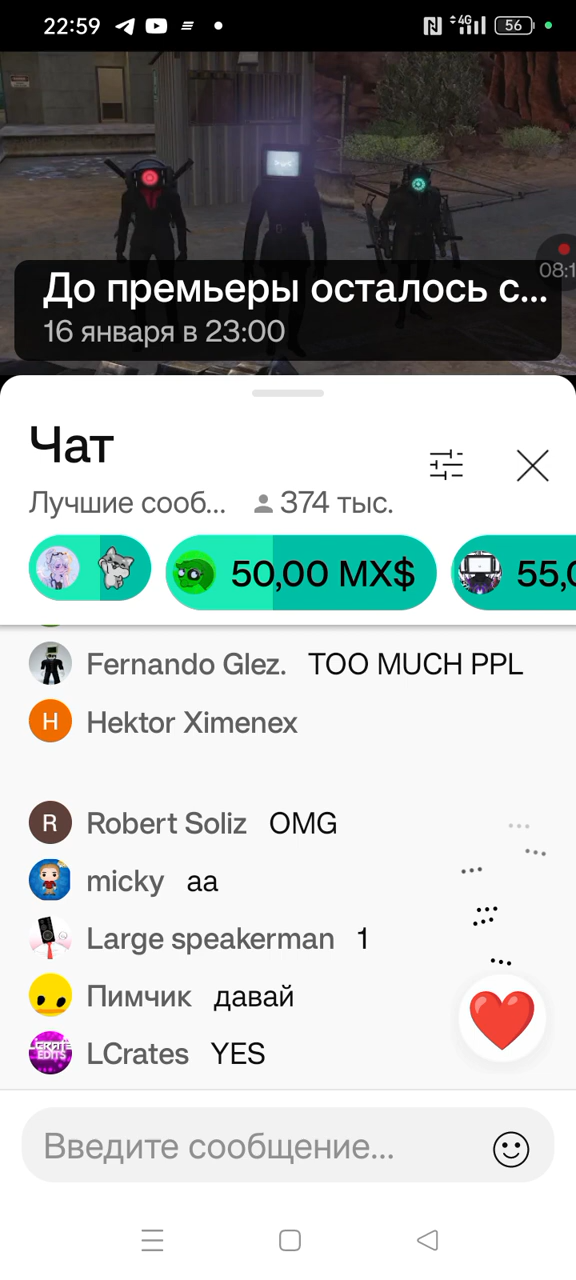 22:59
4G
56
08:1
До премьеры осталось с...
16 января в 23:00
Чат
Лучшие сооб... 374 тыс.
50,00 MX$ 55,0
Fernando Glez. TOO MUCH PPL
H Hektor Ximenex
R Robert Soliz OMG
micky aa
Large speakerman 1
Пимчик давай
LCrates YES
Введите сообщение...